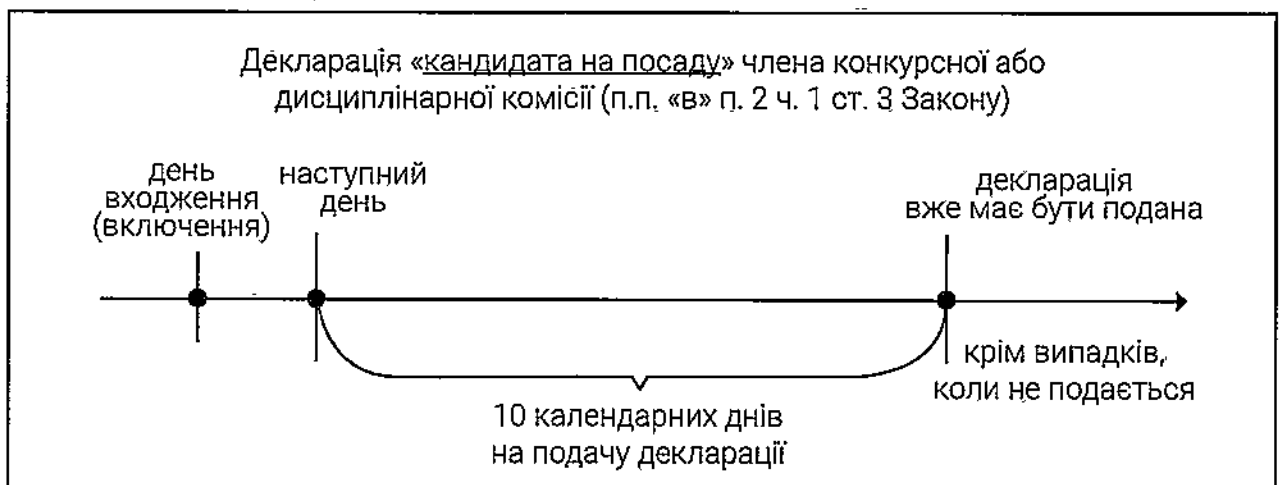 Декларація «кандидата на посаду» члена конкурсної або
дисциплінарної комісії (п.п. «в» п. 2 ч. 1 ст. 3 Закону)
день
входження
(включення)
наступний
день
декларація
вже має бути подана
крім випадків,
коли не подається
10 календарних днів
на подачу декларації